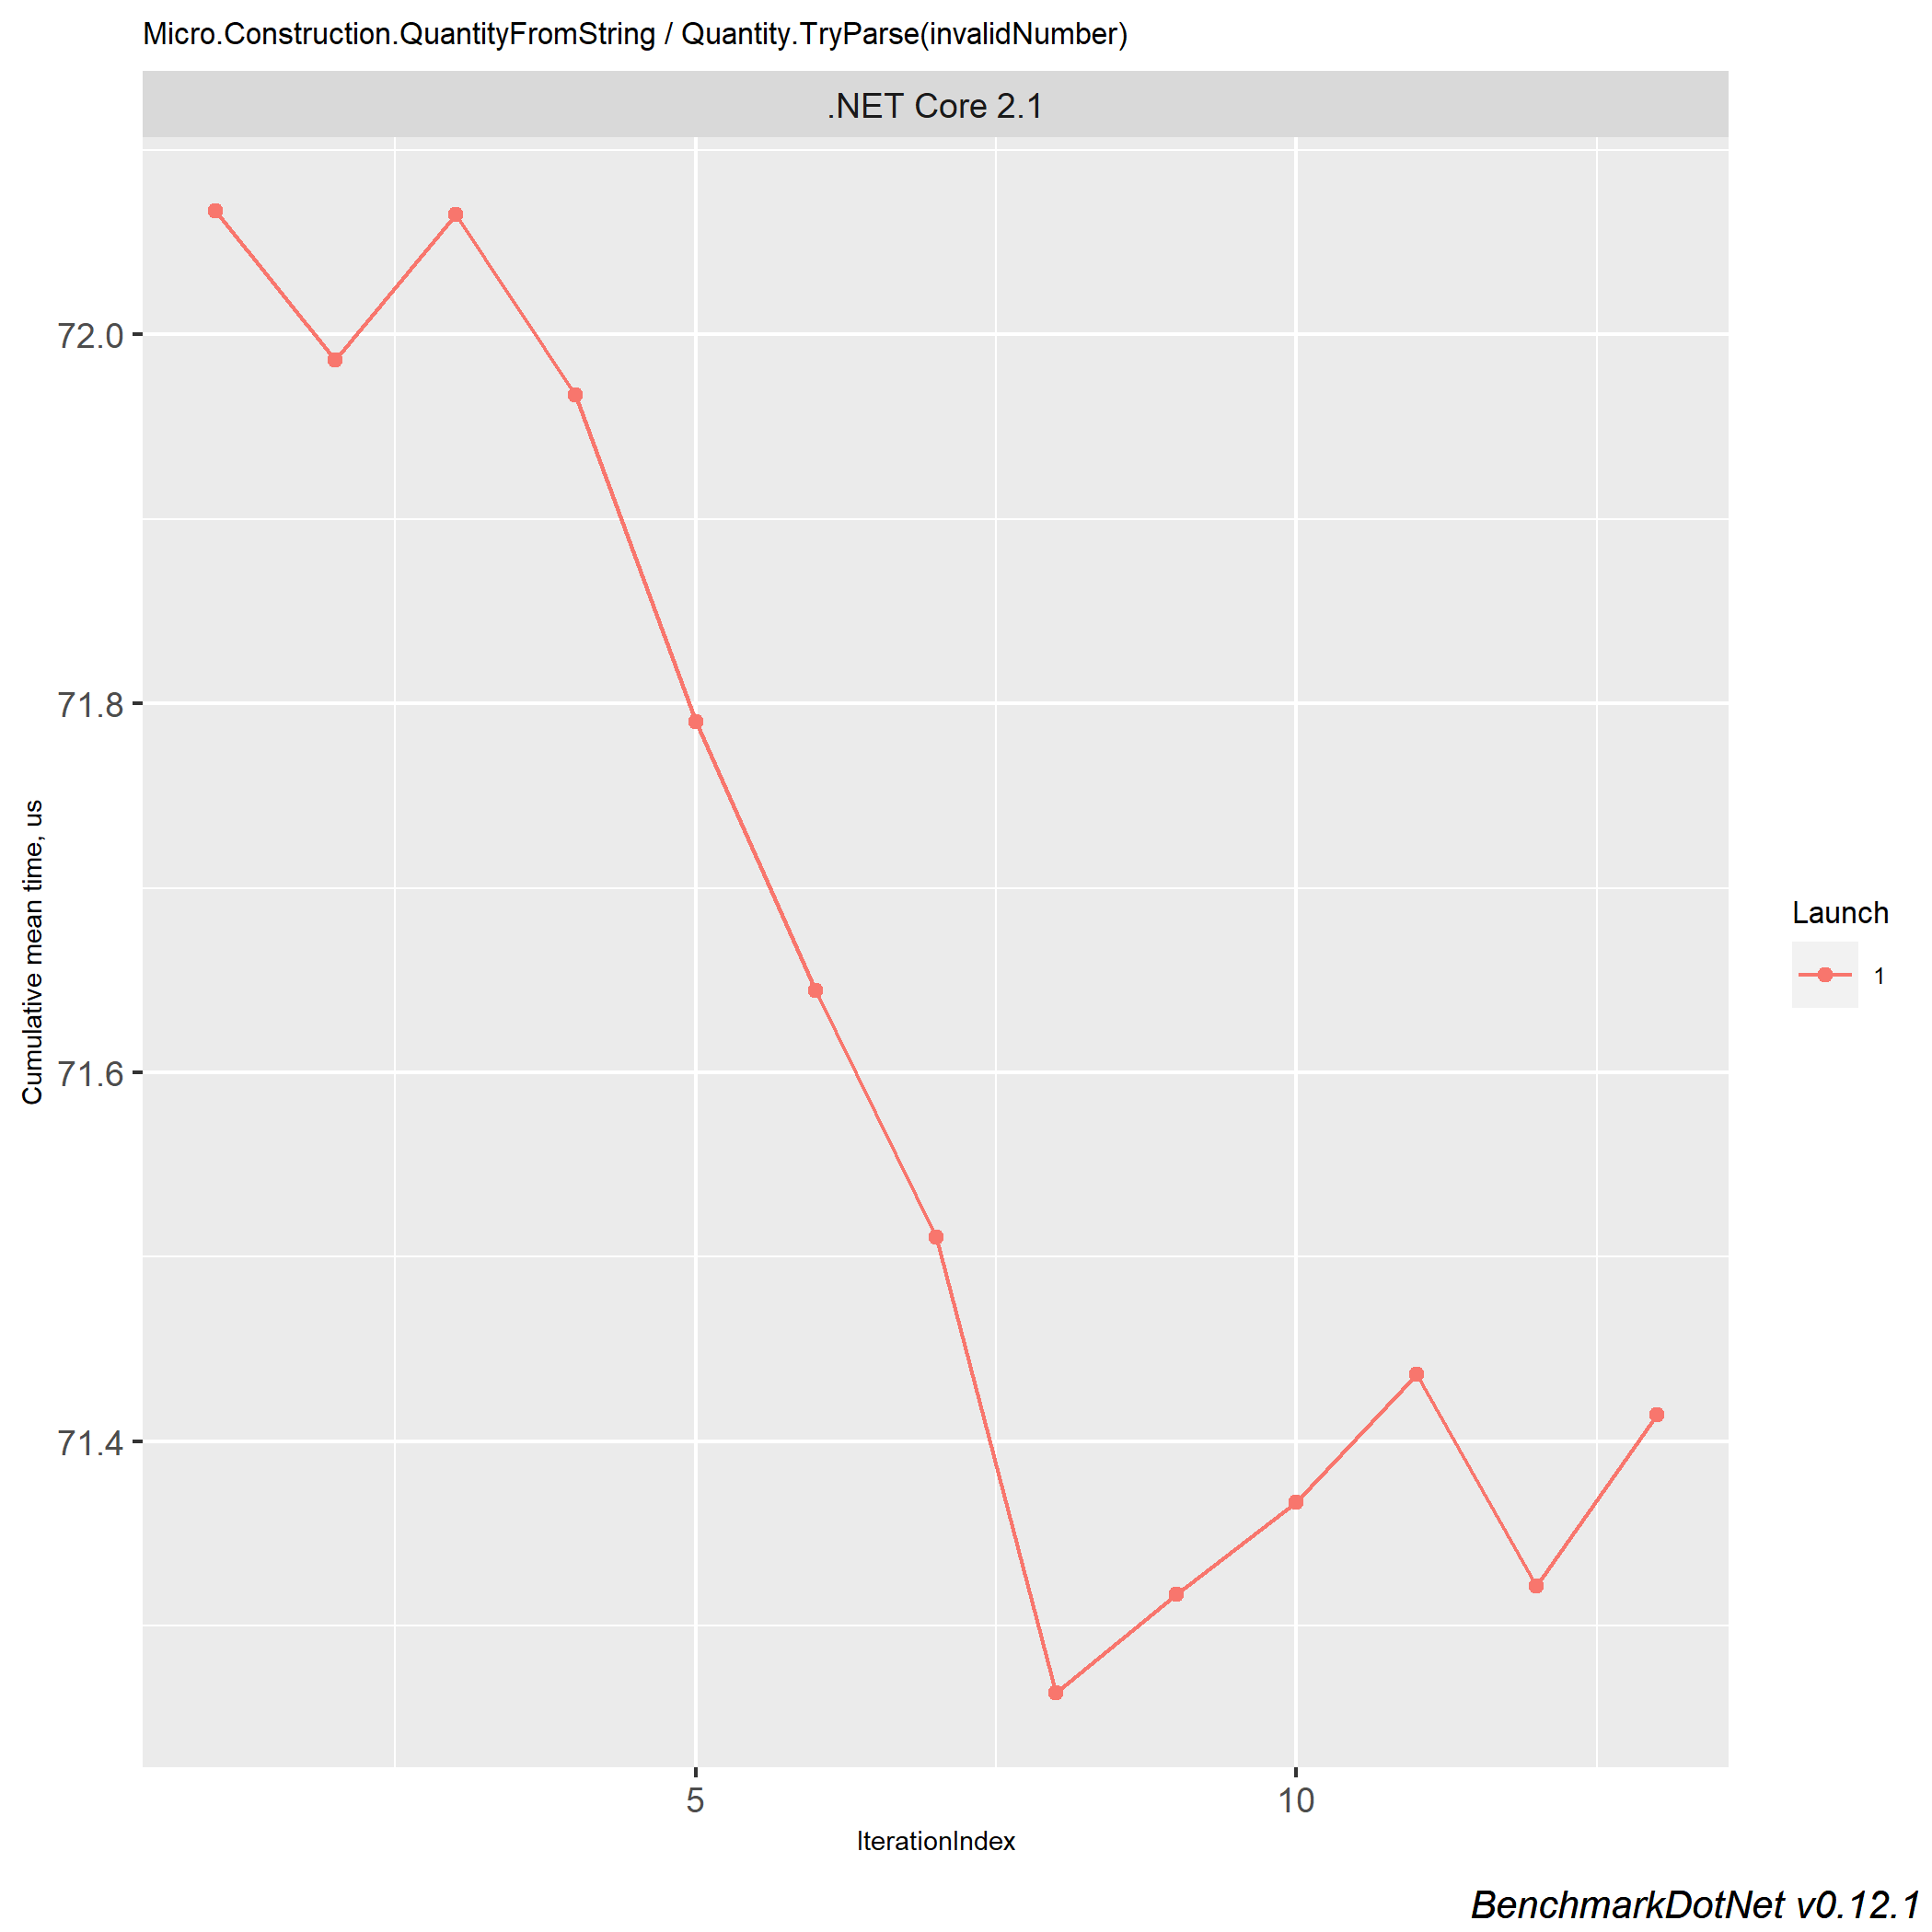 Micro.Construction.QuantityFromString / Quantity.TryParse(invalidNumber)
.NET Core 2.1
72.0
71.8
71.6
71.4
Cumulative mean time, us
5
10
IterationIndex
Launch
1
BenchmarkDotNet v0.12.1